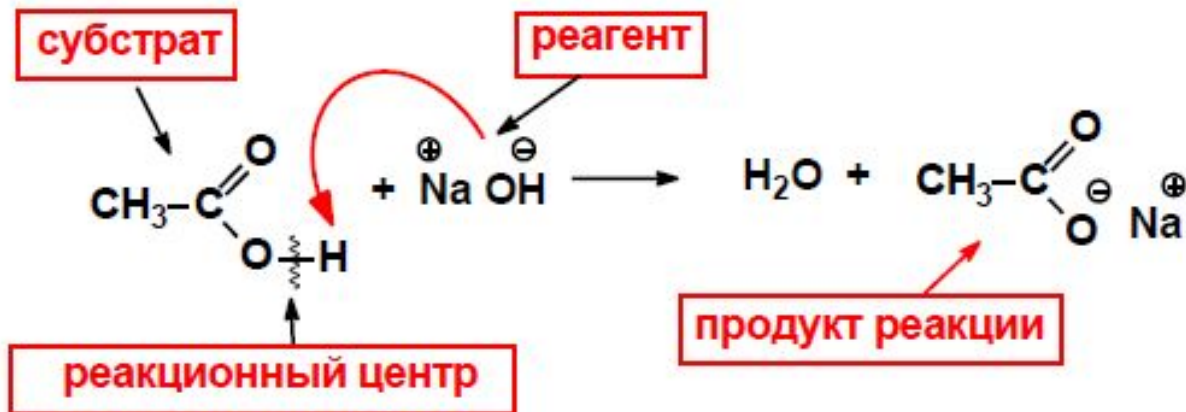 субстрат
реагент
CH₃–C
O
O
H
+
⊕
Na
⊖
OH
H₂O +
CH₃–C
O
O
⊖
Na
⊕
реакционный центр
продукт реакции